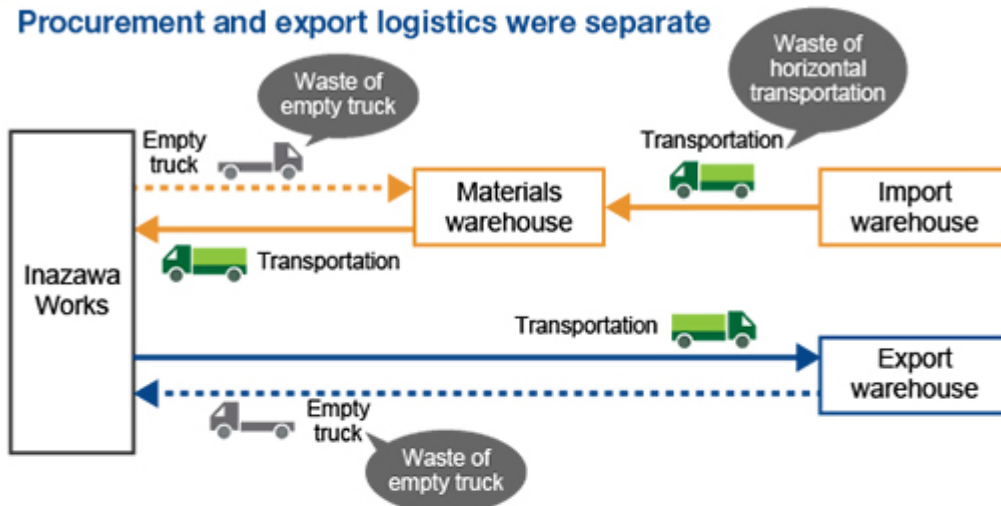 Procurement and export logistics were separate
Waste of
empty truck
Waste of
horizontal
transportation
Empty
truck
Transportation
Materials
warehouse
Import
warehouse
Transportation
Inazawa
Works
Transportation
Export
warehouse
Empty
truck
Waste of
empty truck